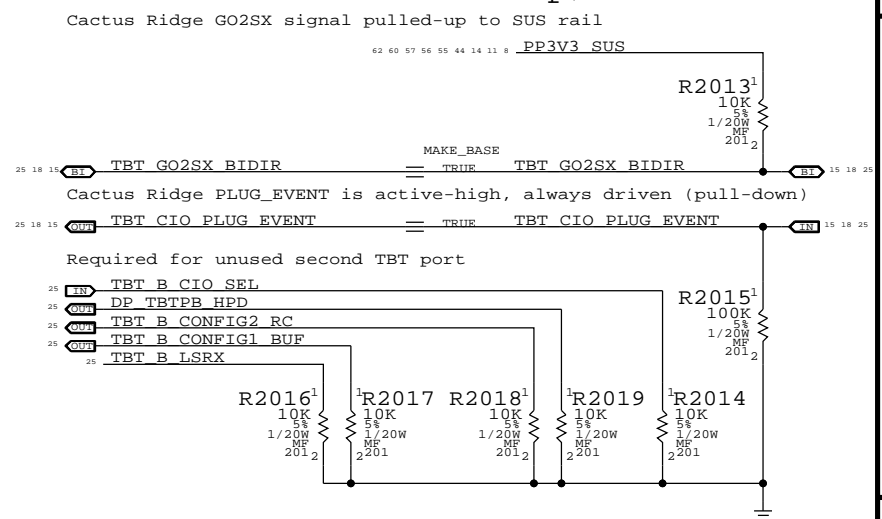 Cactus Ridge GO2SX signal pulled-up to SUS rail
62 60 57 56 55 44 14 11 8 PP3V3_SUS
R2013 1
10K
5%
1/20W
MF
201 2
MAKE_BASE
25 18 15 BI TBT_GO2SX_BIDIR TRUE TBT_GO2SX_BIDIR BI 15 18 25
Cactus Ridge PLUG_EVENT is active-high, always driven (pull-down)
25 18 15 OUT TBT_CIO_PLUG_EVENT TRUE TBT_CIO_PLUG_EVENT IN 15 18 25
Required for unused second TBT port
25 IN TBT_B_CIO_SEL
25 OUT DP_TBTPB_HPD
25 OUT TBT_B_CONFIG2_RC
25 OUT TBT_B_CONFIG1_BUF
25 TBT_B_LSRX
R2015 1
100K
5%
1/20W
MF
201 2
R2016 1 1 R2017 R2018 1 1 R2019 1 R2014
10K 10K 10K 10K 10K
5% 5% 5% 5% 5%
1/20W 1/20W 1/20W 1/20W 1/20W
MF MF MF MF MF
201 2 2 201 201 2 2 201 2 201